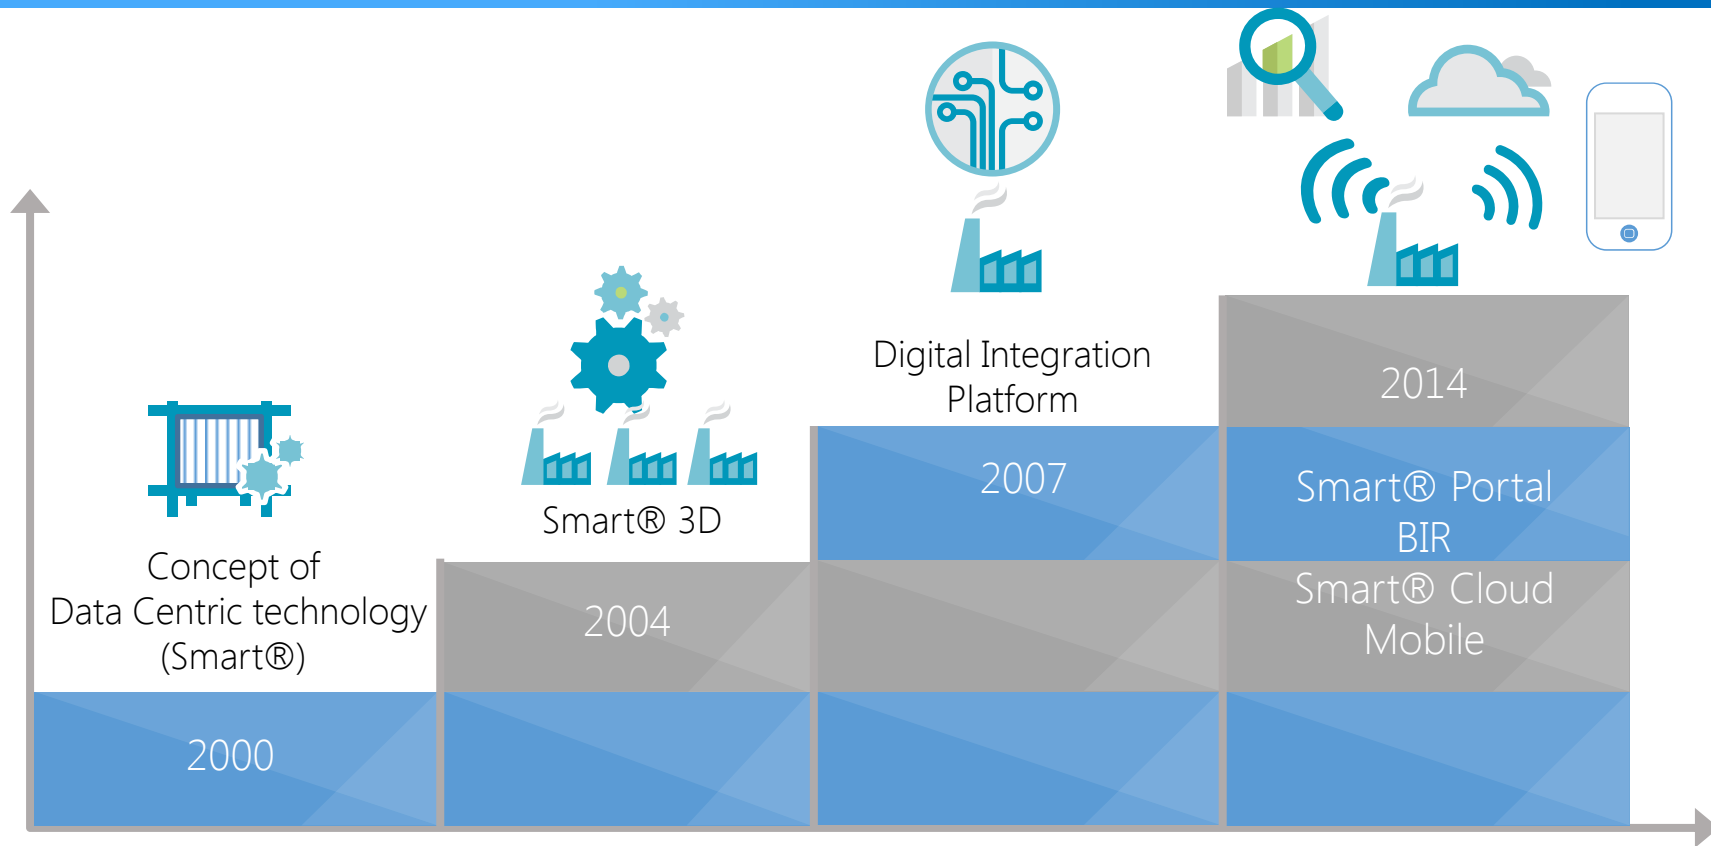 Concept of
Data Centric technology
(Smart®)
2000
Smart® 3D
2004
Digital Integration
Platform
2007
2014
Smart® Portal
BIR
Smart® Cloud
Mobile